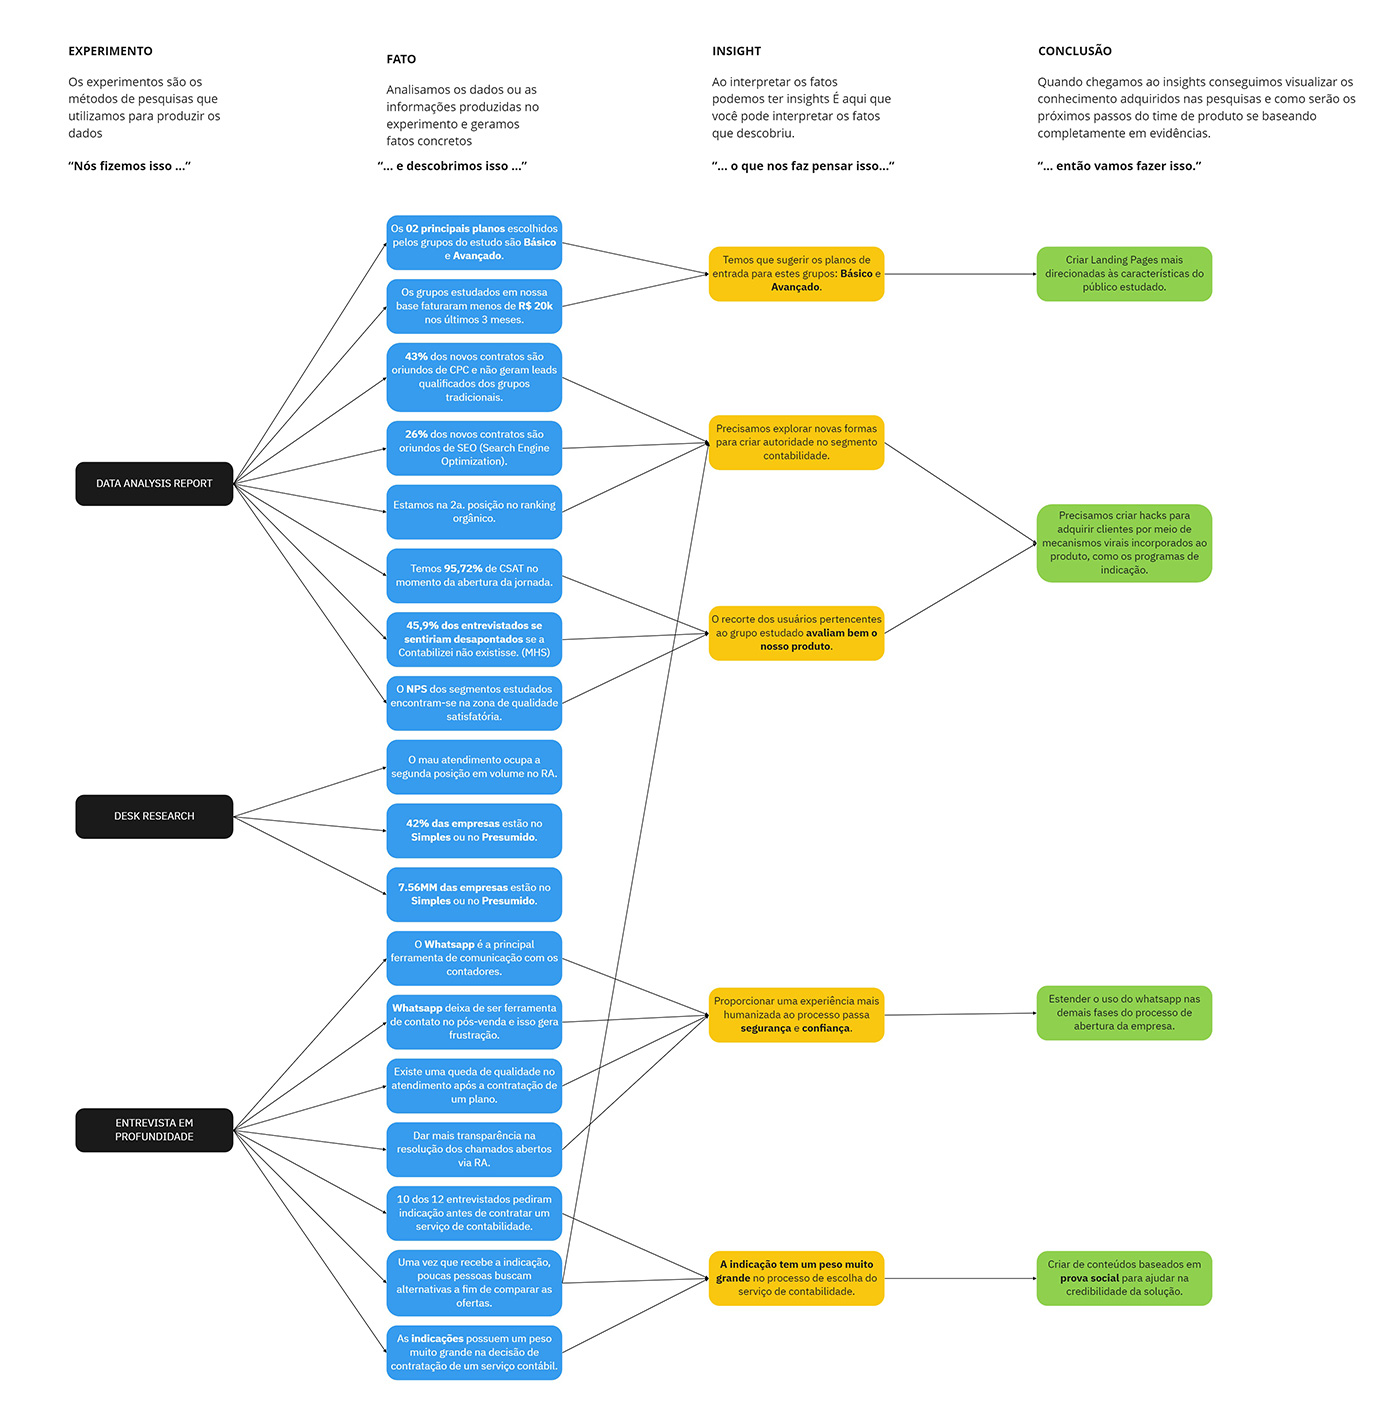 EXPERIMENTO
Os experimentos são os
métodos de pesquisas que
utilizamos para produzir os
dados
“Nós fizemos isso ...”
FATO
Analisamos os dados ou as
informações produzidas no
experimento e geramos
fatos concretos
“... e descobrimos isso ...”
INSIGHT
Ao interpretar os fatos
podemos ter insights É aqui que
você pode interpretar os fatos
que descobriu.
“... o que nos faz pensar isso...“
CONCLUSÃO
Quando chegamos ao insights conseguimos visualizar os
conhecimento adquiridos nas pesquisas e como serão os
próximos passos do time de produto se baseando
completamente em evidências.
“... então vamos fazer isso.”
DATA ANALYSIS REPORT
DESK RESEARCH
ENTREVISTA EM
PROFUNDIDADE
Os 02 principais planos escolhidos
pelos grupos do estudo são Básico
e Avançado.
Os grupos estudados em nossa
base faturaram menos de R$ 20k
nos últimos 3 meses.
43% dos novos contratos são
oriundos de CPC e não geram leads
qualificados dos grupos
tradicionais.
26% dos novos contratos são
oriundos de SEO (Search Engine
Optimization).
Estamos na 2a. posição no ranking
orgânico.
Temos 95,72% de CSAT no
momento da abertura da jornada.
45,9% dos entrevistados se
sentiriam desapontados se a
Contabilizei não existisse. (MHS)
O NPS dos segmentos estudados
encontram-se na zona de qualidade
satisfatória.
O mau atendimento ocupa a
segunda posição em volume no RA.
42% das empresas estão no
Simples ou no Presumido.
7.56MM das empresas estão no
Simples ou no Presumido.
O Whatsapp é a principal
ferramenta de comunicação com os
contadores.
Whatsapp deixa de ser ferramenta
de contato no pós-venda e isso gera
frustração.
Existe uma queda de qualidade no
atendimento após a contratação de
um plano.
Dar mais transparência na
resolução dos chamados abertos
via RA.
10 dos 12 entrevistados pediram
indicação antes de contratar um
serviço de contabilidade.
Uma vez que recebe a indicação,
poucas pessoas buscam
alternativas a fim de comparar as
ofertas.
As indicações possuem um peso
muito grande na decisão de
contratação de um serviço contábil.
Temos que sugerir os planos de
entrada para estes grupos: Básico e
Avançado.
Precisamos explorar novas formas
para criar autoridade no segmento
contabilidade.
O recorte dos usuários pertencentes
ao grupo estudado avaliam bem o
nosso produto.
Proporcionar uma experiência mais
humanizada ao processo passa
segurança e confiança.
A indicação tem um peso muito
grande no processo de escolha do
serviço de contabilidade.
Criar Landing Pages mais
direcionadas às características do
público estudado.
Precisamos criar hacks para
adquirir clientes por meio de
mecanismos virais incorporados ao
produto, como os programas de
indicação.
Estender o uso do whatsapp nas
demais fases do processo de
abertura da empresa.
Criar de conteúdos baseados em
prova social para ajudar na
credibilidade da solução.